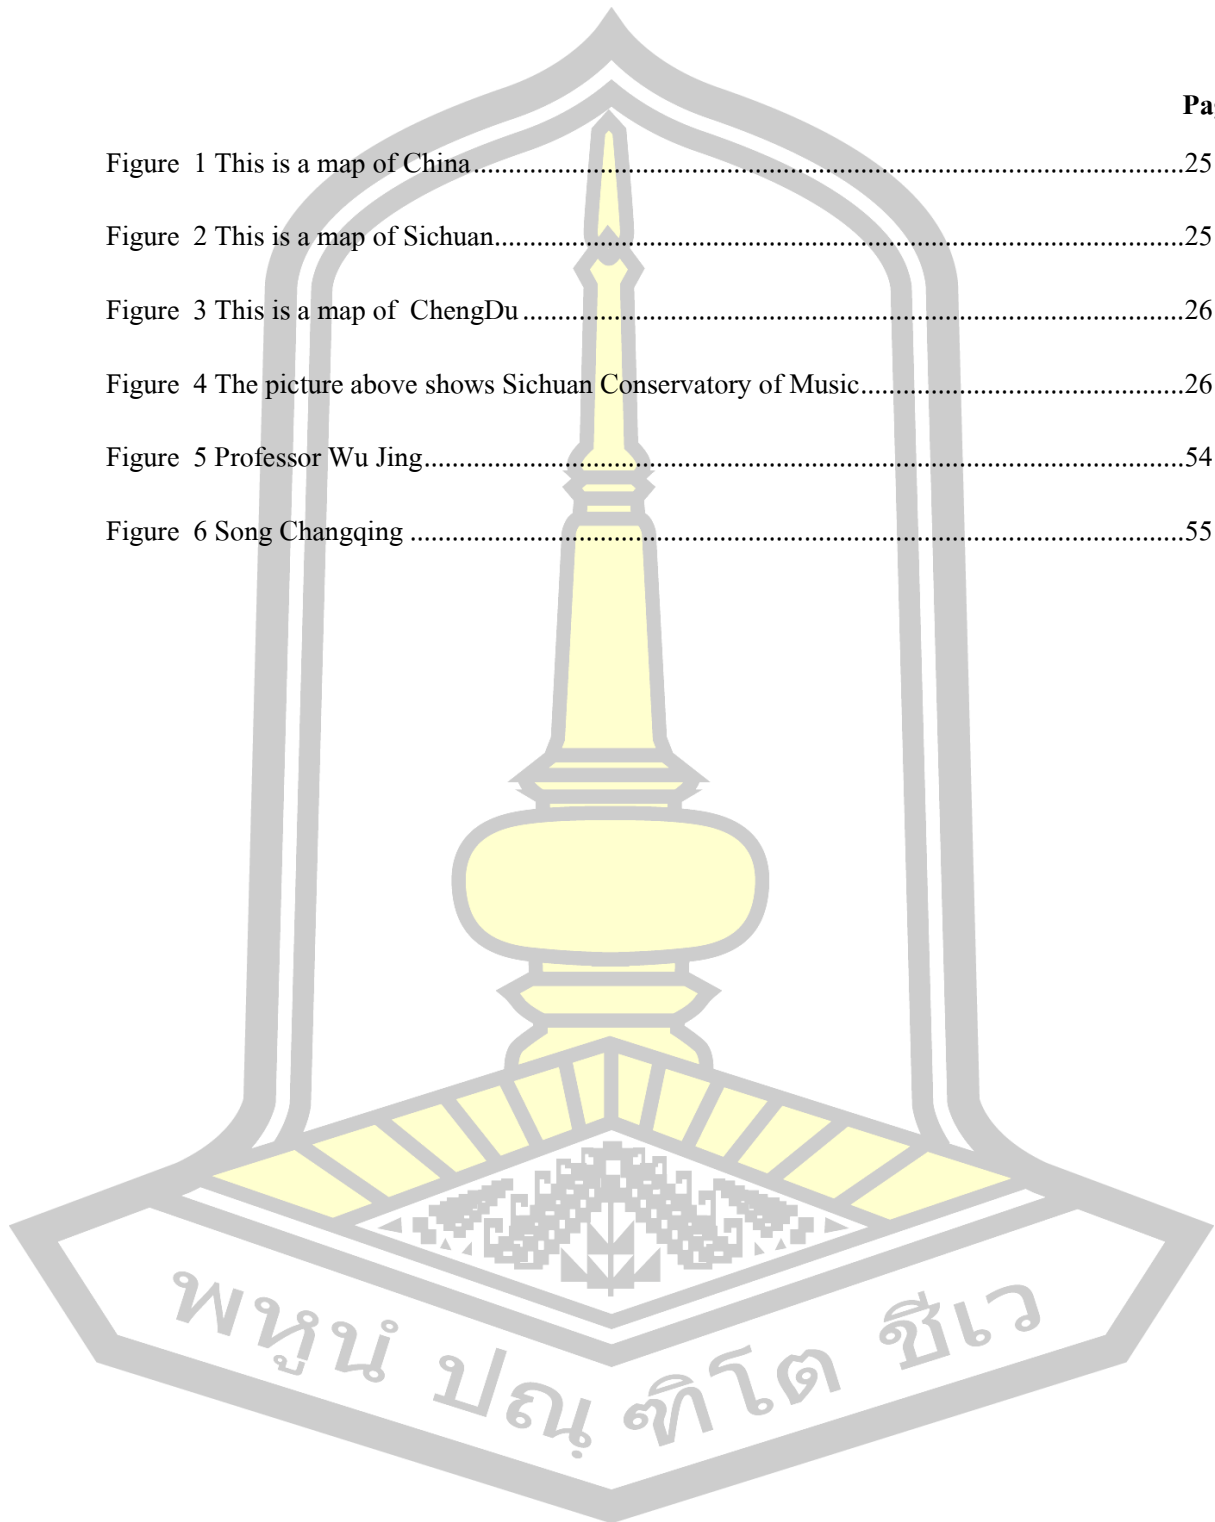 Pag
Figure  1 This is a map of China....................................................................................................25
Figure  2 This is a map of Sichuan.................................................................................................25
Figure  3 This is a map of  ChengDu .............................................................................................26
Figure  4 The picture above shows Sichuan Conservatory of Music..............................................26
Figure  5 Professor Wu Jing...........................................................................................................54
Figure  6 Song Changqing .............................................................................................................55
พหูนํ ปณฺ ฑิโต ชีเว